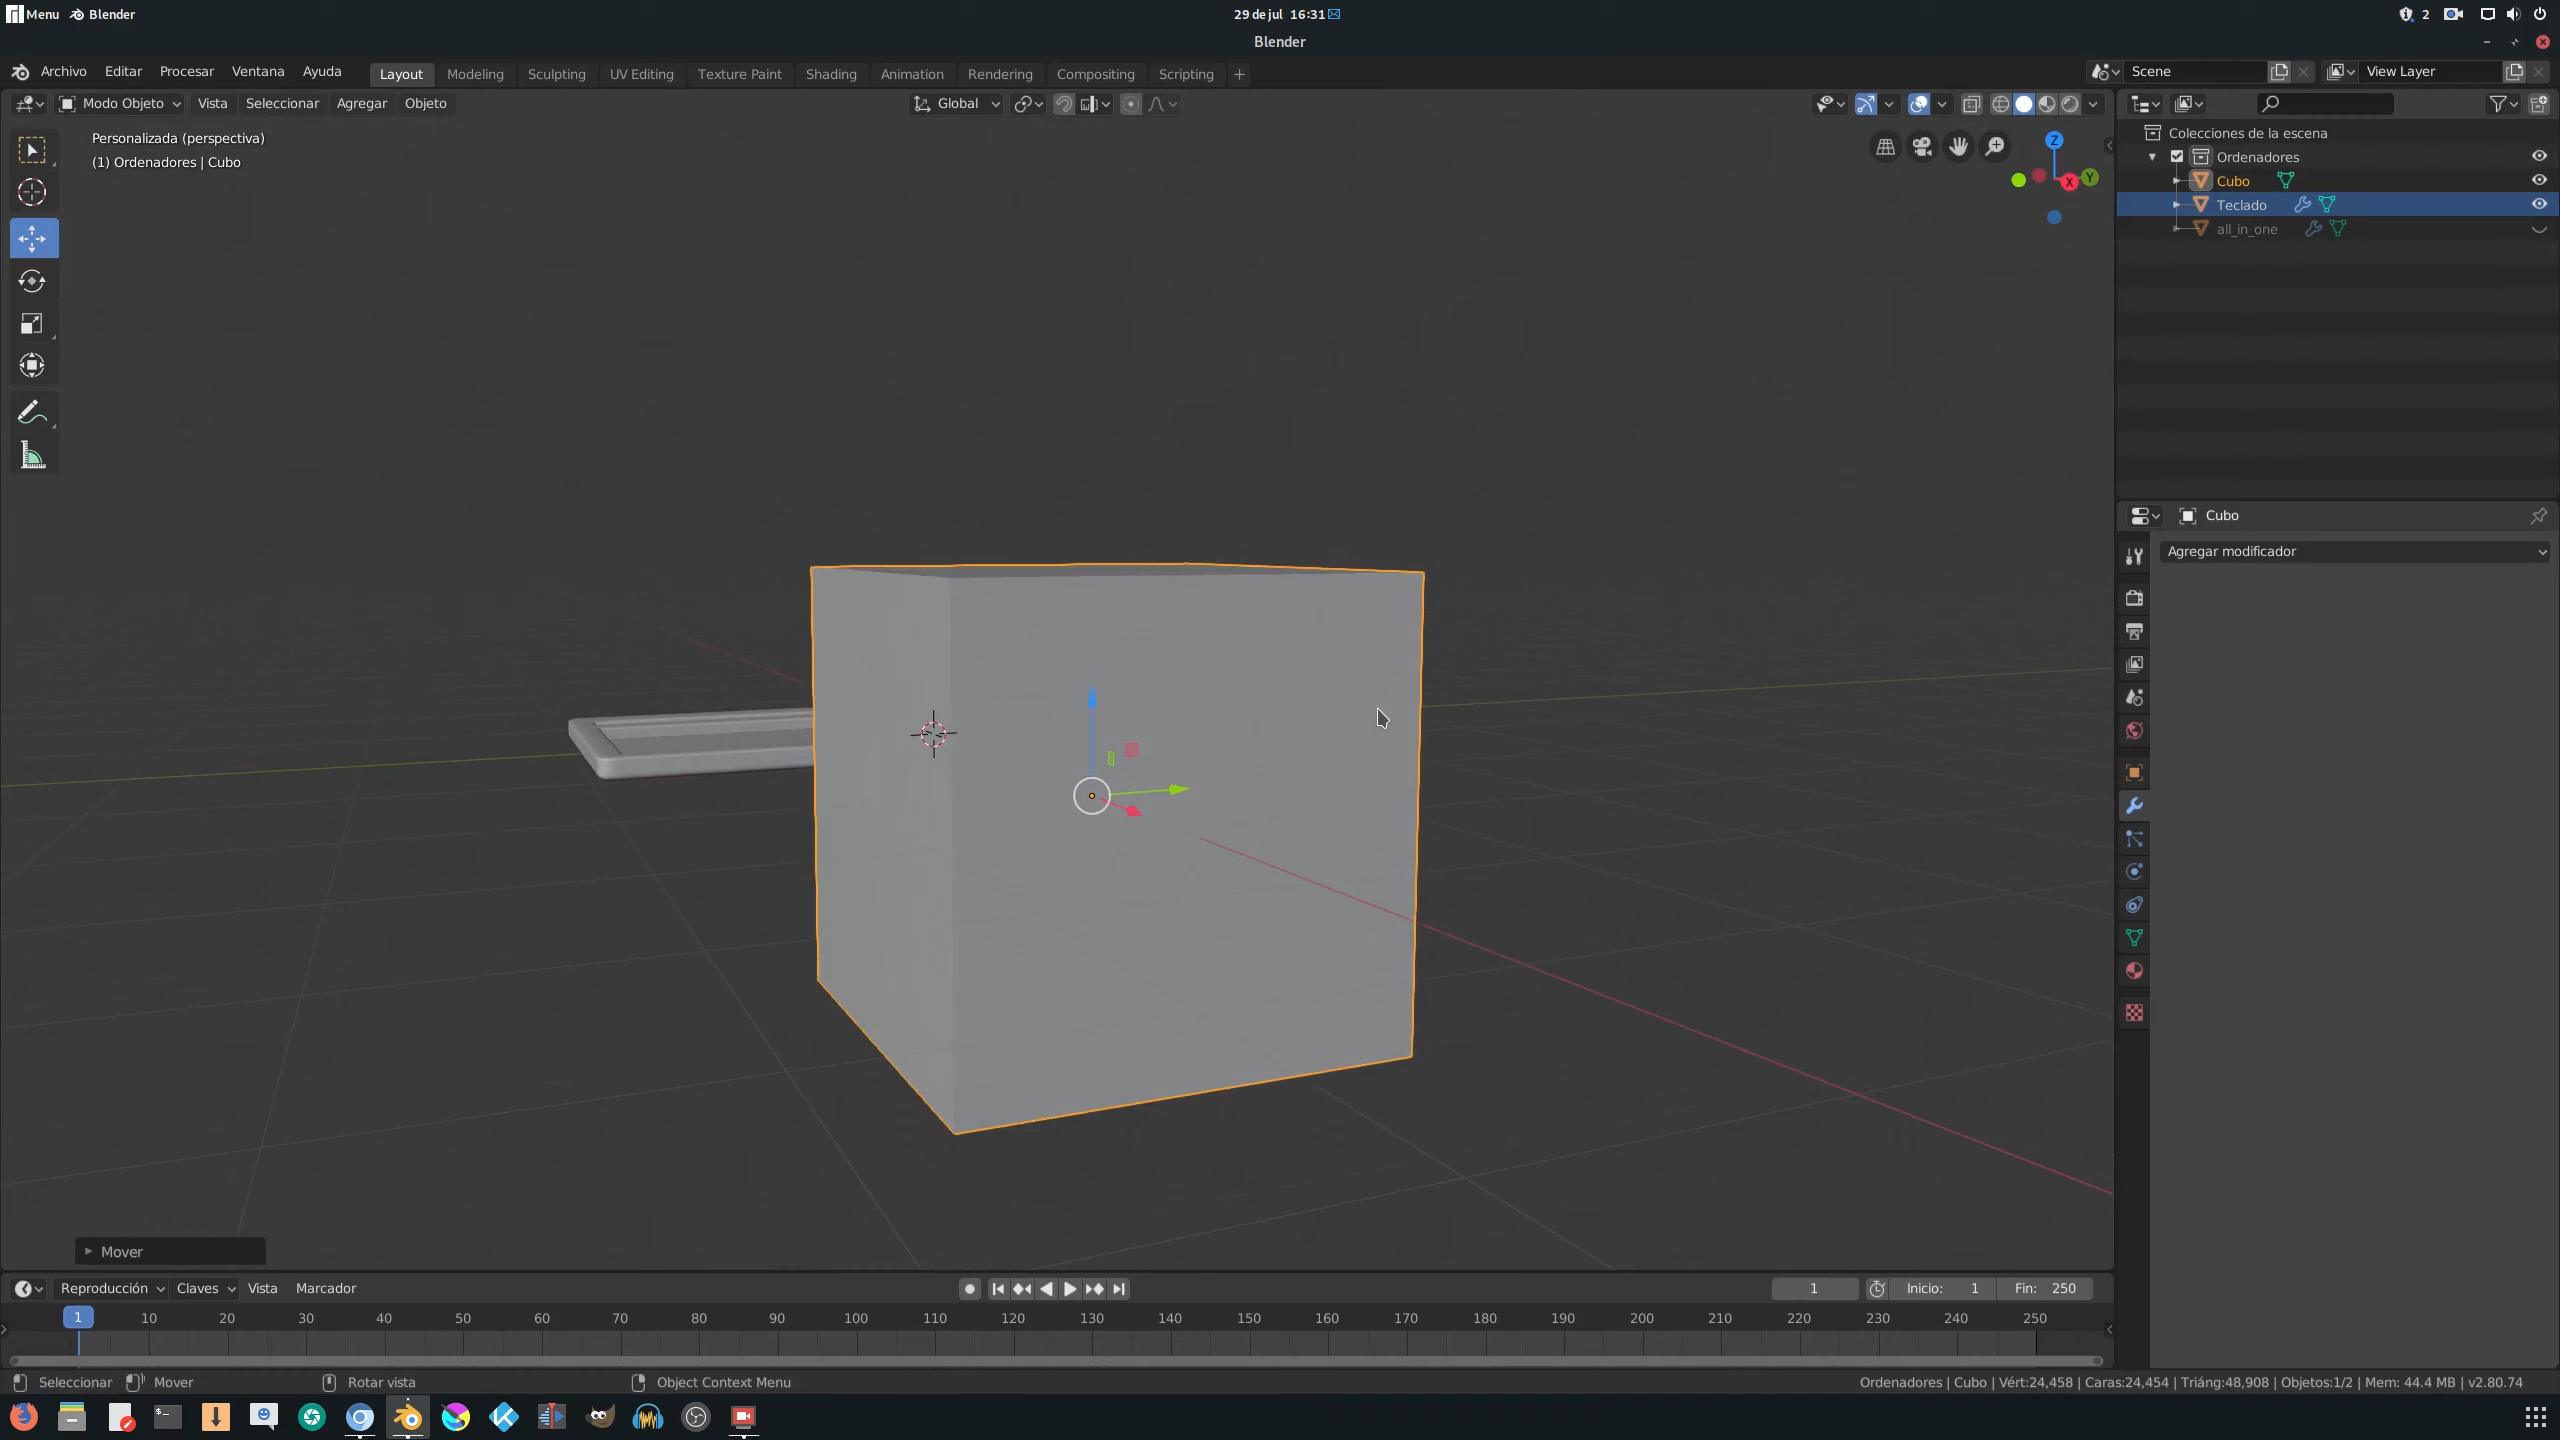 Menu Blender 29 de jul 16:31 2
Blender
Archivo Editar Procesar Ventana Ayuda Layout Modeling Sculpting UV Editing Texture Paint Shading Animation Rendering Compositing Scripting + Scene View Layer
Modo Objeto Vista Seleccionar Agregar Objeto Global
Personalizada (perspectiva)
(1) Ordenadores | Cubo
Z
X
Y
Colecciones de la escena
Ordenadores
Cubo
Teclado
all_in_one
Cubo
Agregar modificador
Mover
Reproducción Claves Vista Marcador 1 Inicio: 1 Fin: 250
1 10 20 30 40 50 60 70 80 90 100 110 120 130 140 150 160 170 180 190 200 210 220 230 240 250
Seleccionar Mover Rotar vista Object Context Menu Ordenadores | Cubo | Vért:24,458 | Caras:24,454 | Triáng:48,908 | Objetos:1/2 | Mem: 44.4 MB | v2.80.74